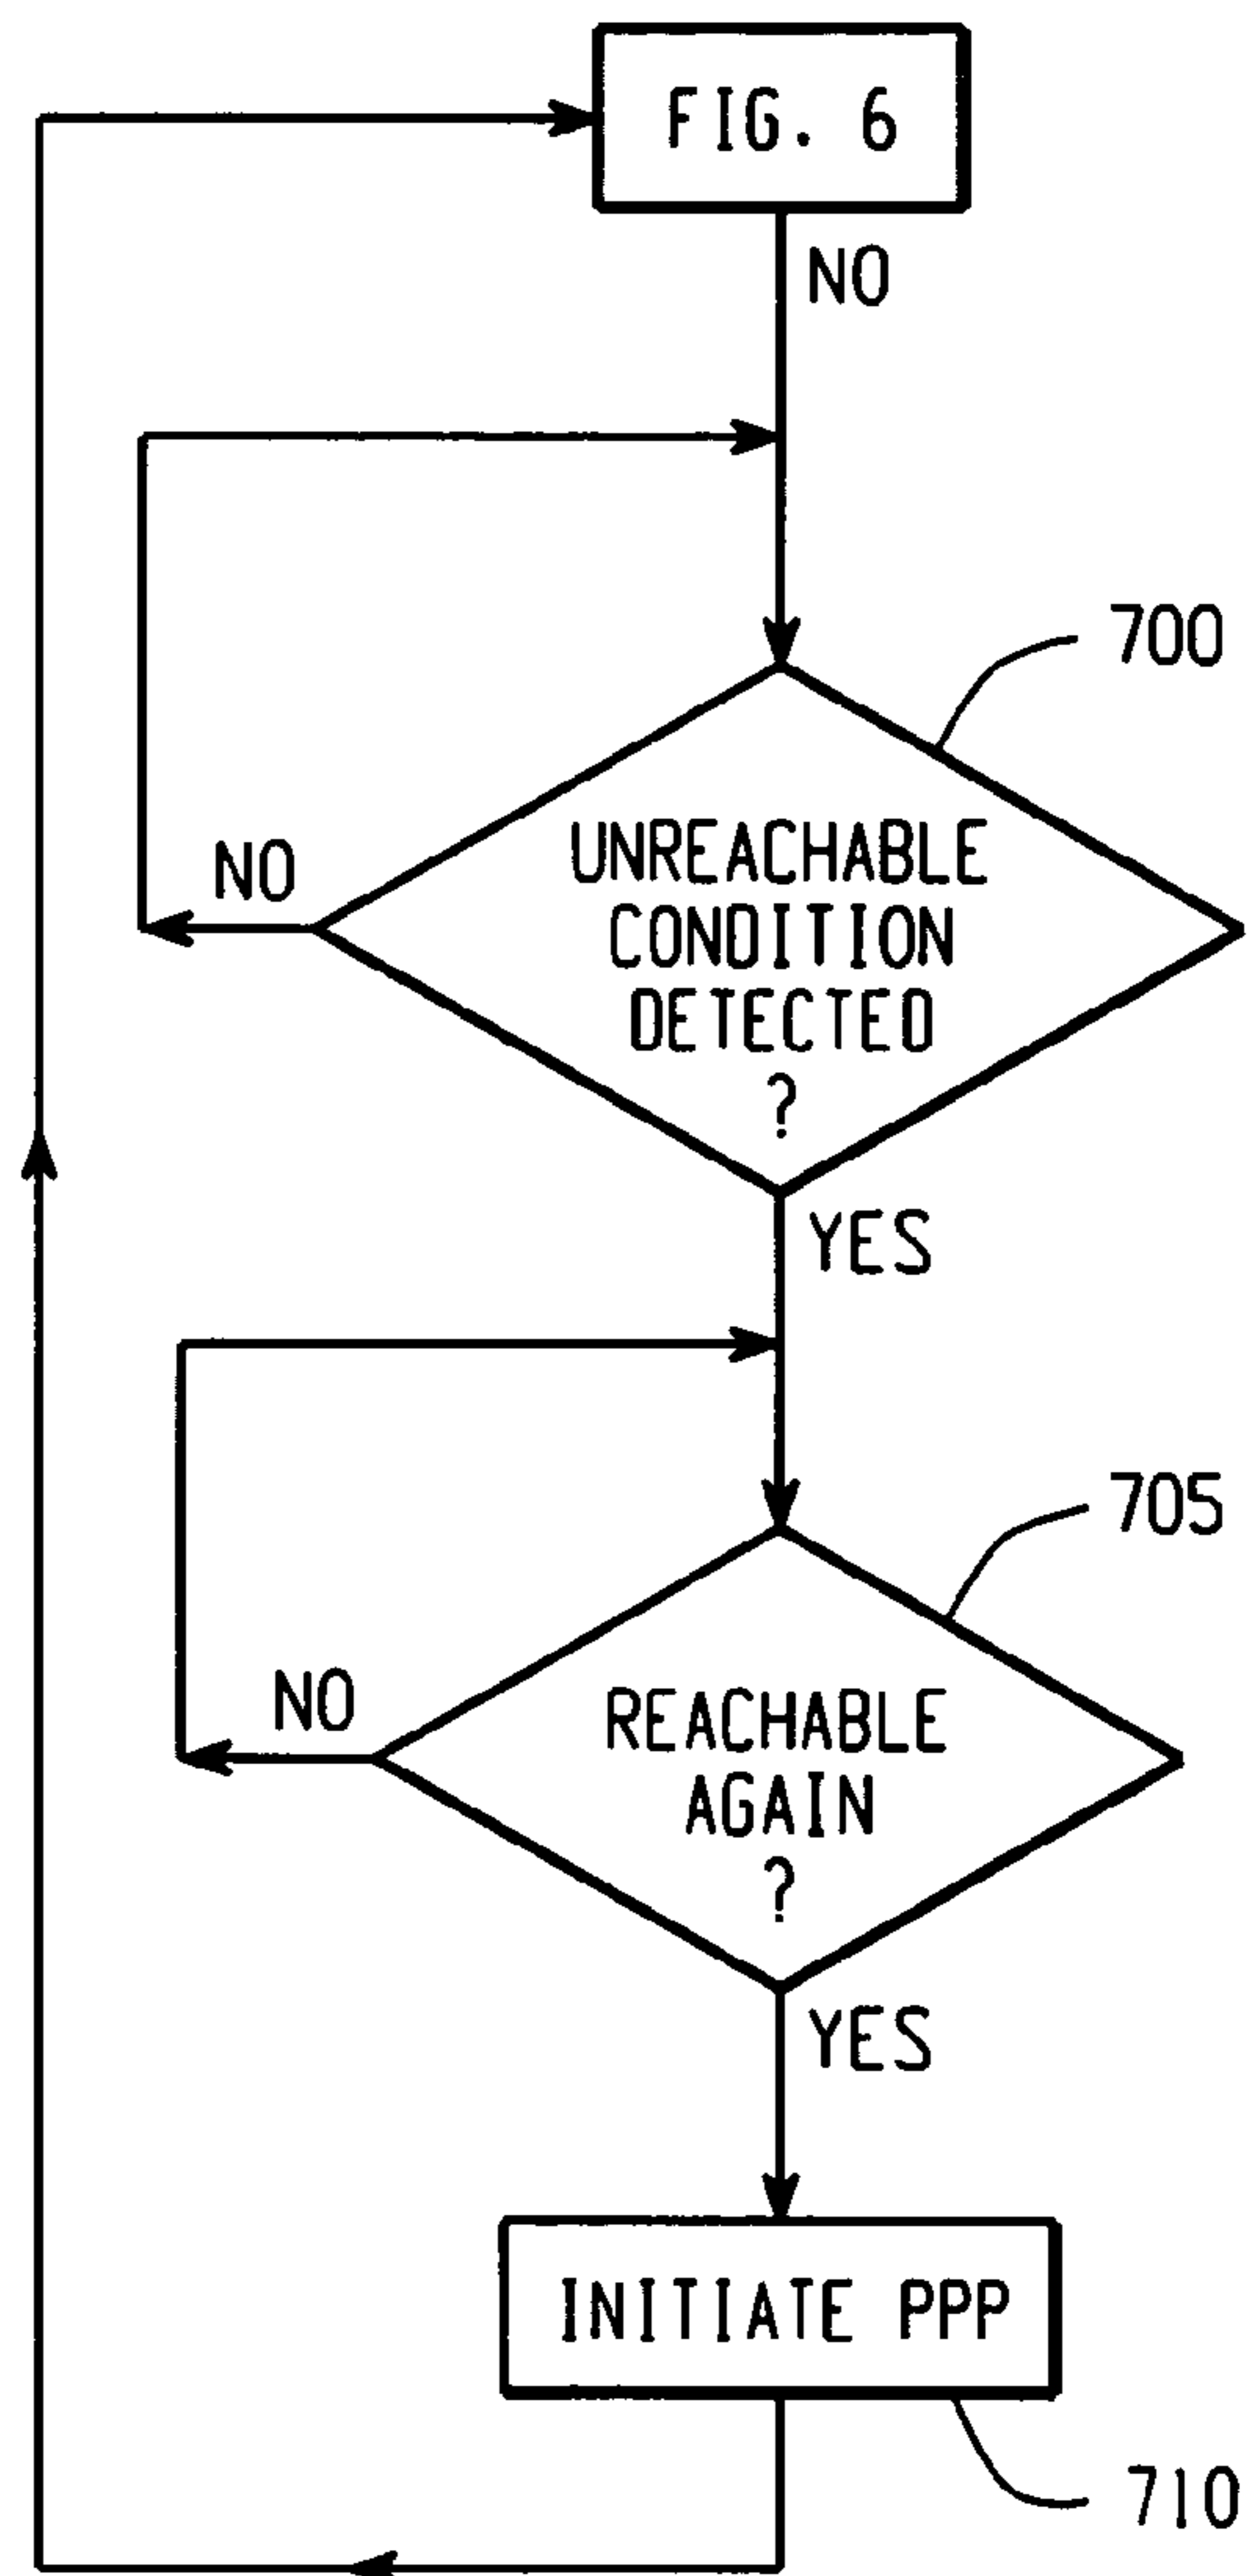 FIG. 6
NO
700
UNREACHABLE
CONDITION
DETECTED
?
NO
YES
705
REACHABLE
AGAIN
?
NO
YES
INITIATE PPP
710